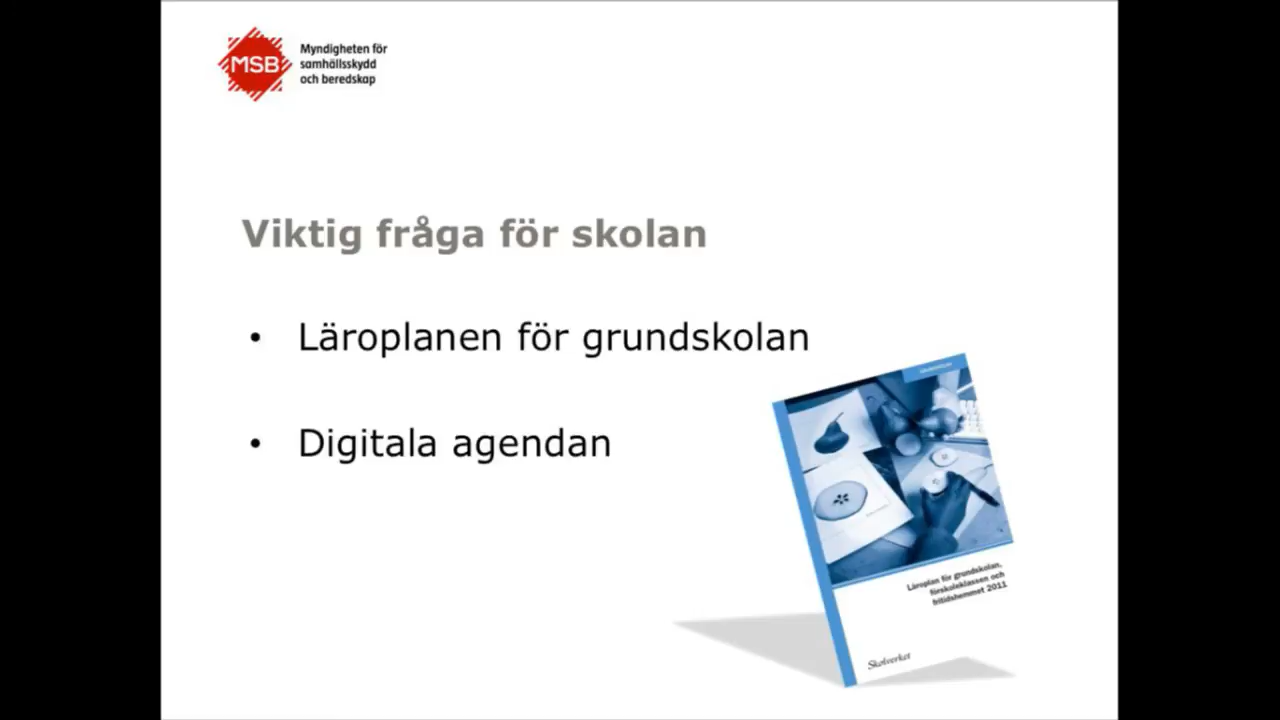 MSB
Myndigheten för
samhällsskydd
och beredskap
Viktig fråga för skolan
• Läroplanen för grundskolan
• Digitala agendan
Läroplan för grundskolan,
förskoleklassen och
fritidshemmet 2011
Skolverket